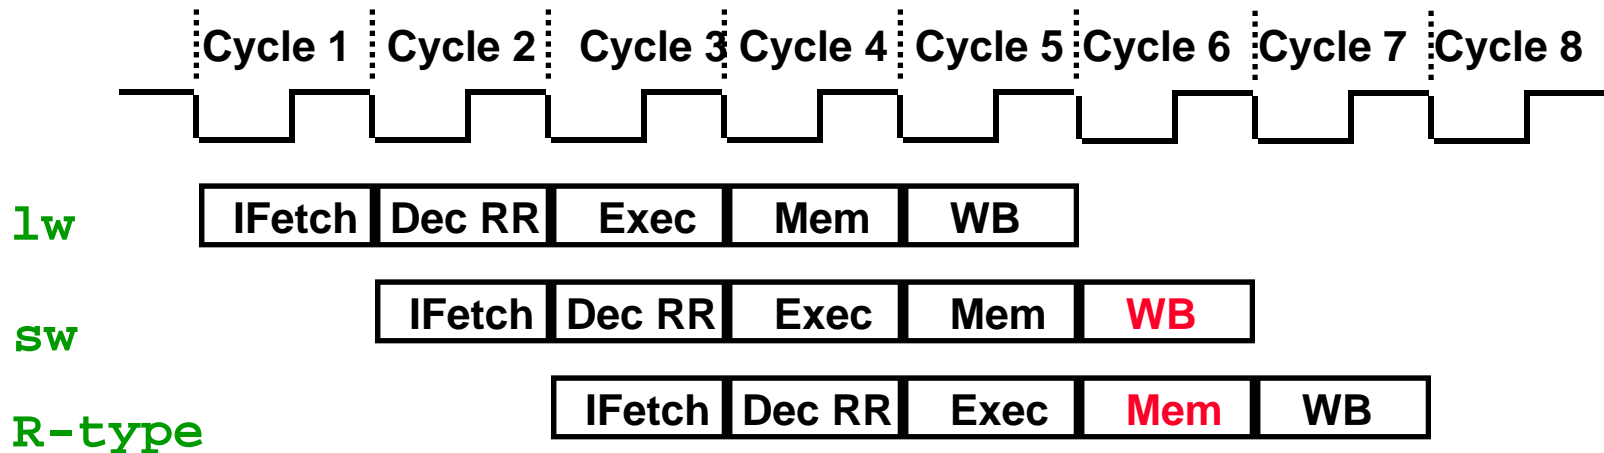 Cycle 1 Cycle 2 Cycle 3 Cycle 4 Cycle 5 Cycle 6 Cycle 7 Cycle 8
lw IFetch Dec RR Exec Mem WB
sw IFetch Dec RR Exec Mem WB
R-type IFetch Dec RR Exec Mem WB